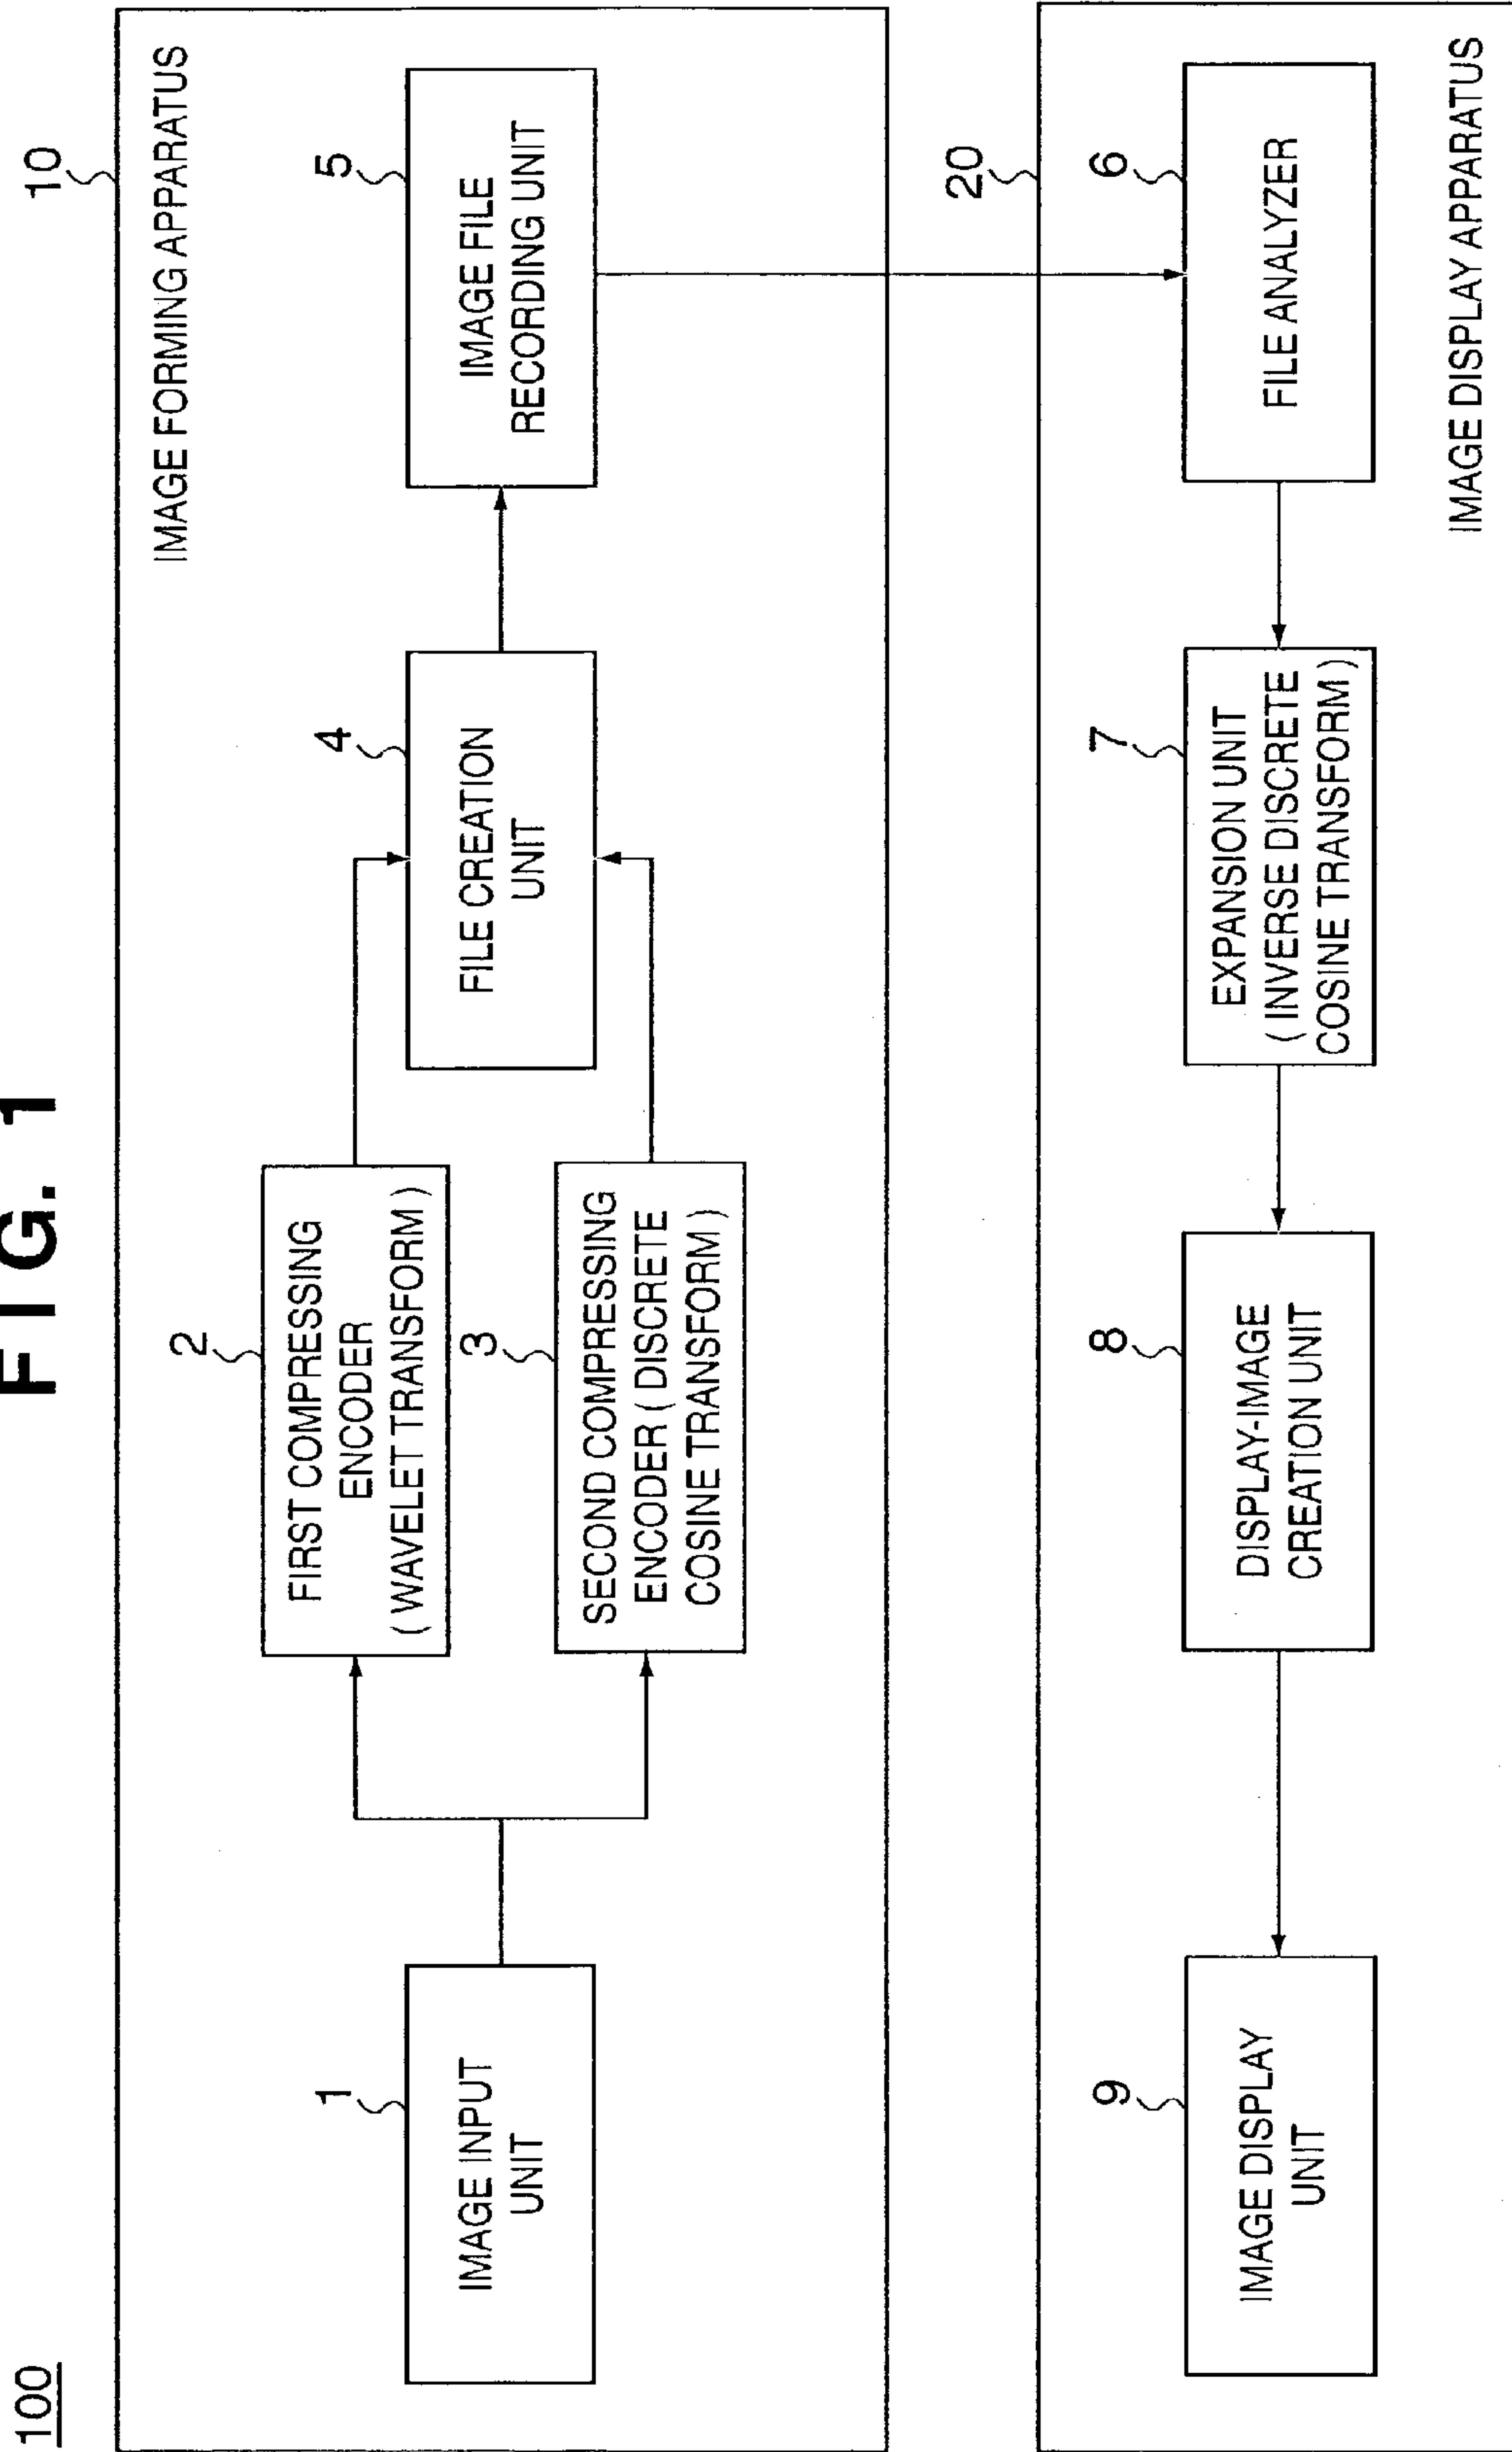 FIG. 1
100
10
IMAGE FORMING APPARATUS
1
IMAGE INPUT
UNIT
2
FIRST COMPRESSING
ENCODER
( WAVELET TRANSFORM )
3
SECOND COMPRESSING
ENCODER ( DISCRETE
COSINE TRANSFORM )
4
FILE CREATION
UNIT
5
IMAGE FILE
RECORDING UNIT
20
9
IMAGE DISPLAY
UNIT
8
DISPLAY-IMAGE
CREATION UNIT
7
EXPANSION UNIT
( INVERSE DISCRETE
COSINE TRANSFORM )
6
FILE ANALYZER
IMAGE DISPLAY APPARATUS